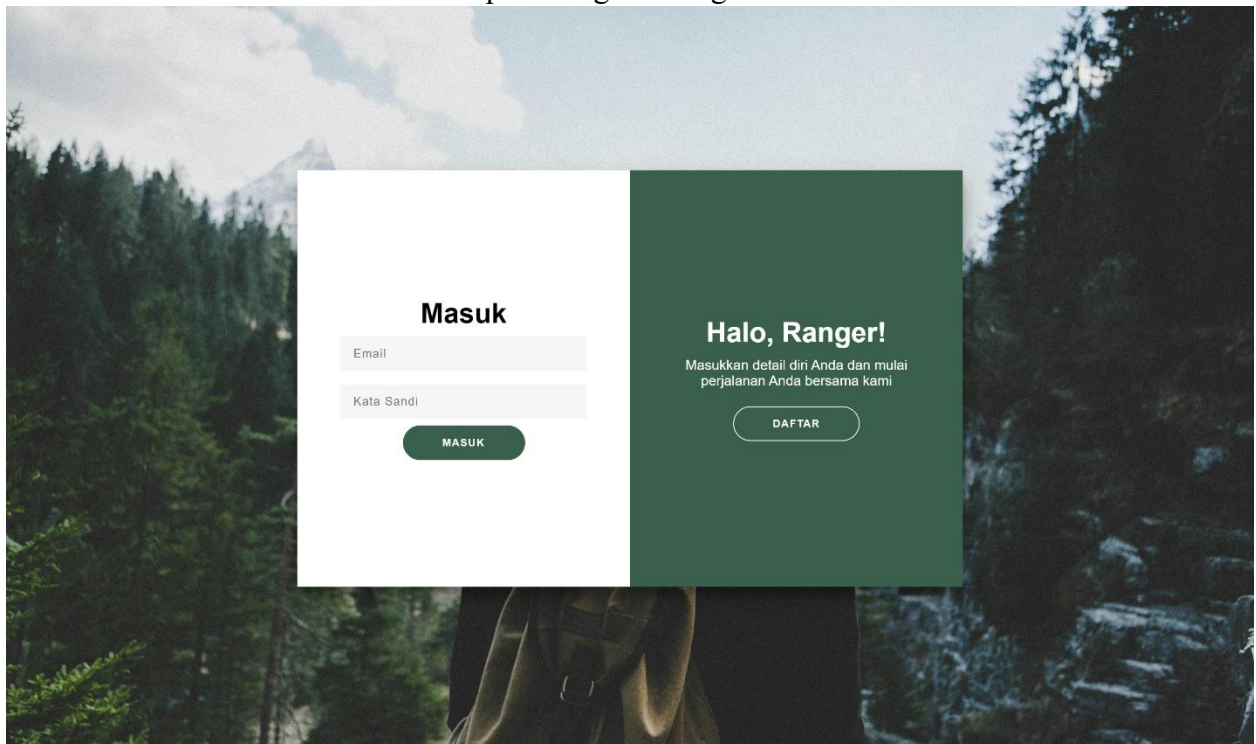 Masuk
Email
Kata Sandi
MASUK
Halo, Ranger!
Masukkan detail diri Anda dan mulai
perjalanan Anda bersama kami
DAFTAR